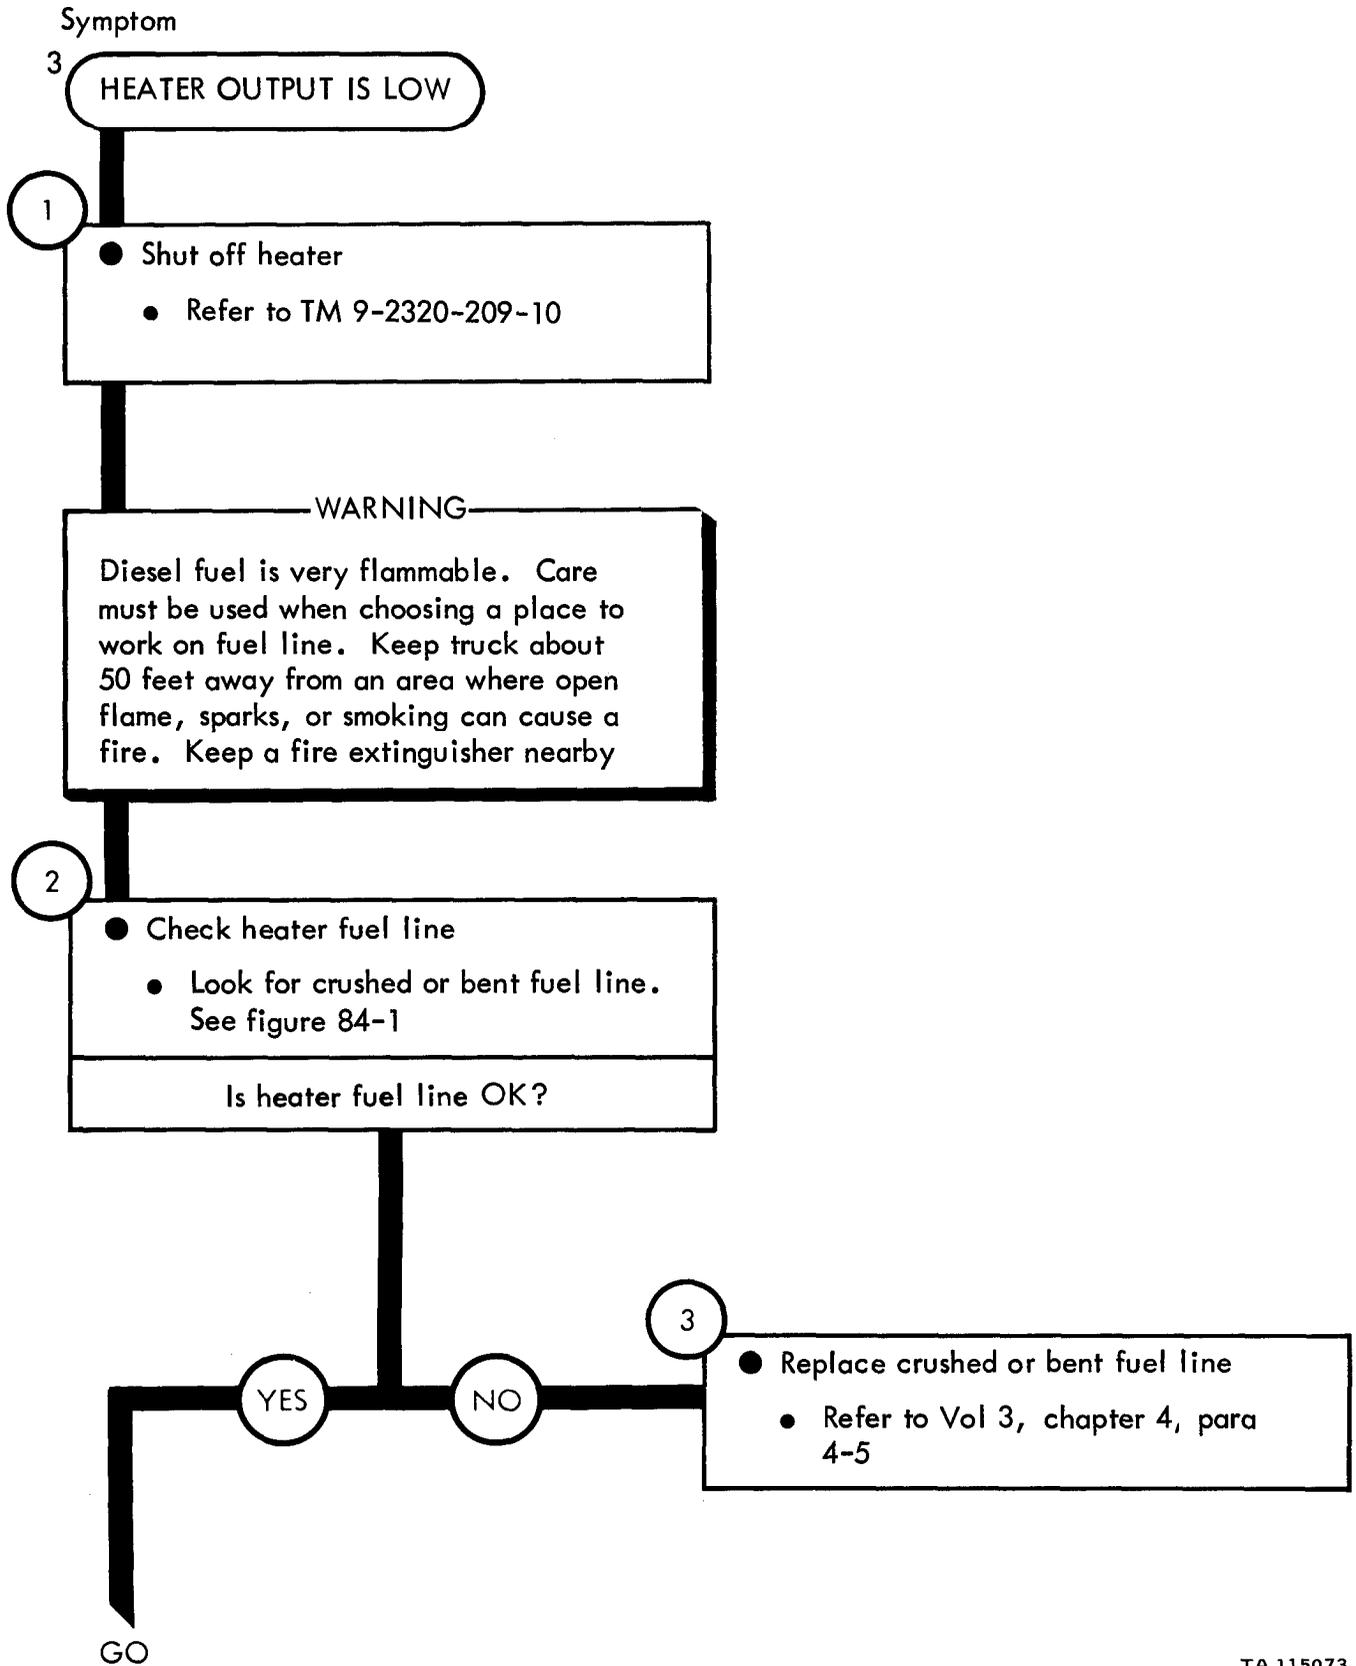 Symptom
3
HEATER OUTPUT IS LOW
1
● Shut off heater
● Refer to TM 9-2320-209-10
WARNING
Diesel fuel is very flammable. Care
must be used when choosing a place to
work on fuel line. Keep truck about
50 feet away from an area where open
flame, sparks, or smoking can cause a
fire. Keep a fire extinguisher nearby
2
● Check heater fuel line
● Look for crushed or bent fuel line.
See figure 84-1
Is heater fuel line OK?
YES
NO
3
● Replace crushed or bent fuel line
● Refer to Vol 3, chapter 4, para
4-5
GO
TA 115073